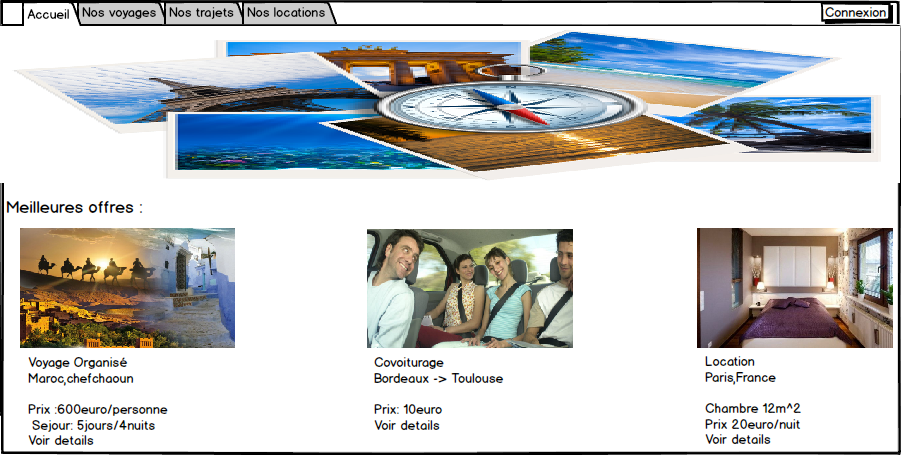 Accueil
Nos voyages
Nos trajets
Nos locations
Connexion
Meilleures offres :
Voyage Organisé
Maroc,chefchaoun
Prix :600euro/personne
Sejour: 5jours/4nuits
Voir details
Covoiturage
Bordeaux -> Toulouse
Prix: 10euro
Voir details
Location
Paris,France
Chambre 12m^2
Prix 20euro/nuit
Voir details